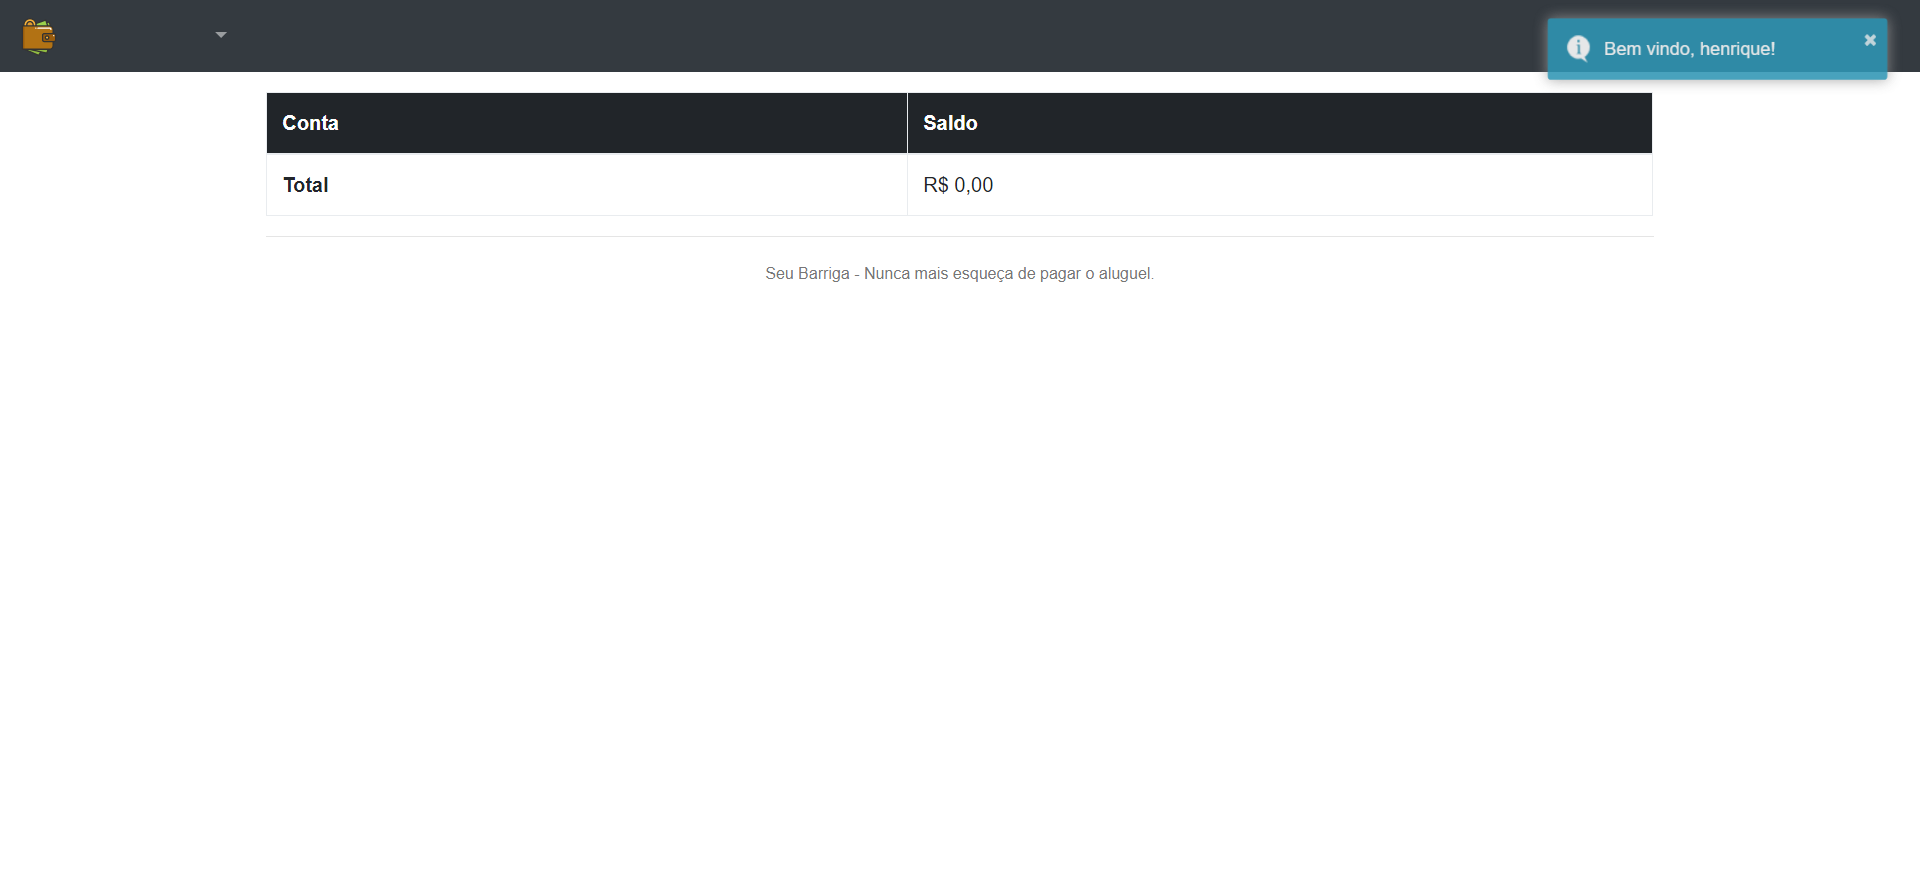 Bem vindo, henrique!
Conta Saldo
Total R$ 0,00
Seu Barriga - Nunca mais esqueça de pagar o aluguel.